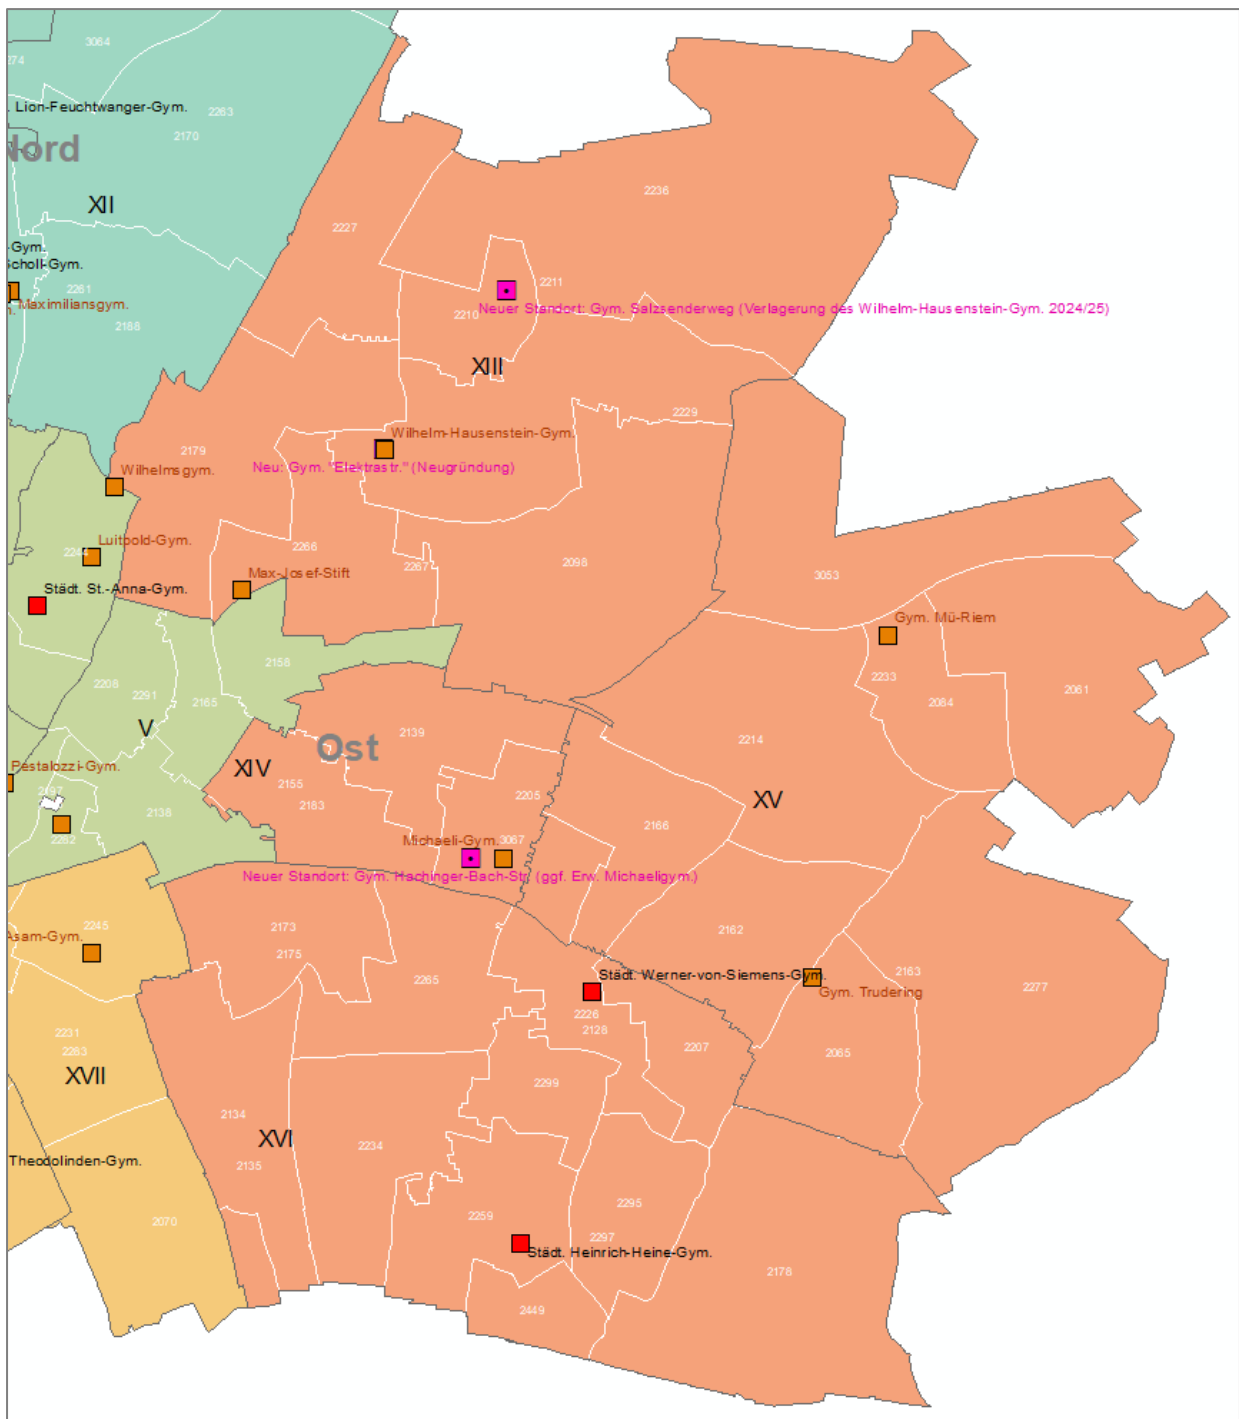 3064
274
. Lion-Feuchtwanger-Gym.
2263
2170
Nord
XII
2236
2227
-Gym.
Scholl-Gym.
2261
Maximiliansgym.
2188
2211
Neuer Standort: Gym. Salzsenderweg (Verlagerung des Wilhelm-Hausenstein-Gym. 2024/25)
2210
XIII
2229
Wilhelm-Hausenstein-Gym.
2179
Neu: Gym. "Elektrastr." (Neugründung)
Wilhelmsgym.
Luitpold-Gym.
2244
2266
2267
2098
Max-Josef-Stift
3053
Städt. St.-Anna-Gym.
Gym. Mü-Riem
2158
2208
2291
2165
2233
2084
2061
V
2139
Ost
2214
XIV
Pestalozzi-Gym.
2155
2183
2205
XV
2197
2138
2166
2262
Michaeli-Gym.
3067
Neuer Standort: Gym. Hachinger-Bach-Str. (ggf. Erw. Michaeligym.)
2245
2173
2162
Asam-Gym.
2175
2265
Städt. Werner-von-Siemens-Gym.
2163
2277
Gym. Trudering
2226
2128
2231
2283
2207
2065
XVII
2299
2134
XVI
2234
2135
Theodolinden-Gym.
2295
2070
2259
2297
Städt. Heinrich-Heine-Gym.
2178
2449